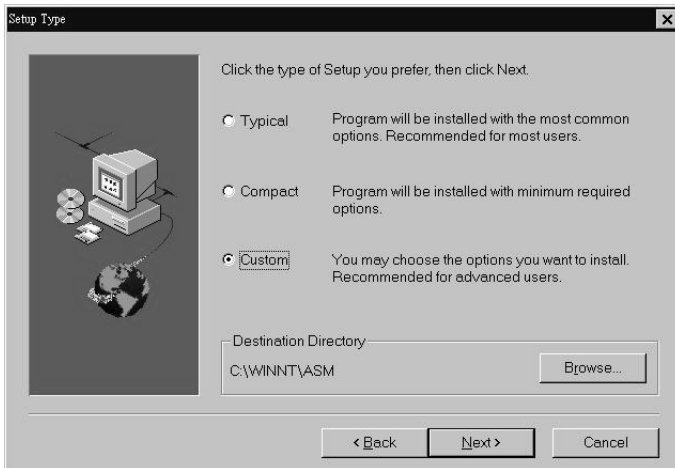 Setup Type
Click the type of Setup you prefer, then click Next.
Typical
Program will be installed with the most common
options. Recommended for most users.
Compact
Program will be installed with minimum required
options.
Custom
You may choose the options you want to install.
Recommended for advanced users.
Destination Directory
C:\WINNT\ASM
Browse...
< Back
Next >
Cancel